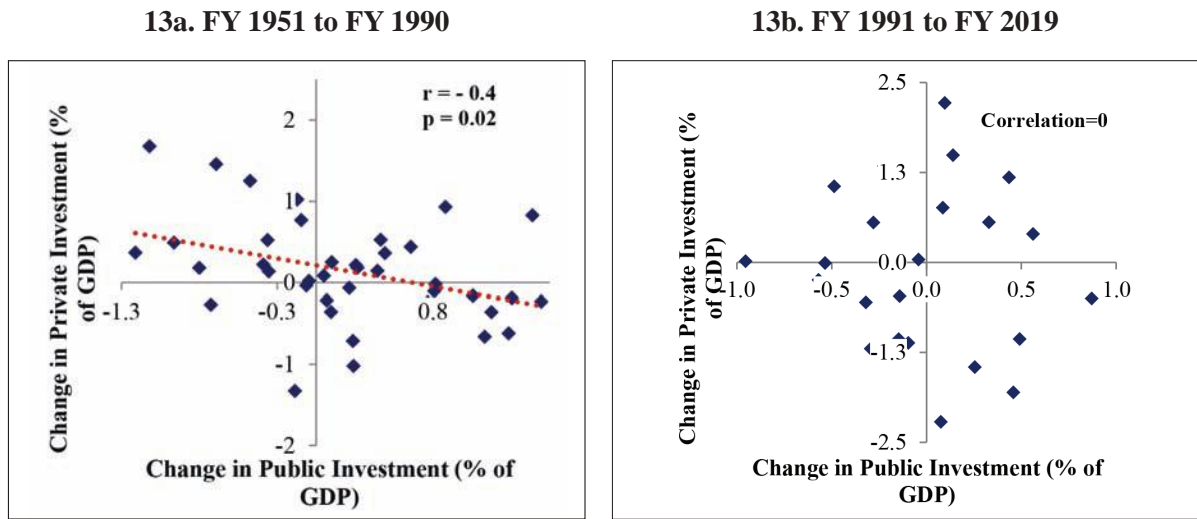 13a. FY 1951 to FY 1990
Change in Private Investment (%
of GDP)
r = - 0.4
p = 0.02
2
1
0
-1
-2
-1.3
-0.3
0.8
Change in Public Investment (% of
GDP)
13b. FY 1991 to FY 2019
Change in Private Investment (%
of GDP)
Correlation=0
2.5
1.3
0.0
-1.3
-2.5
1.0
-0.5
0.0
0.5
1.0
Change in Public Investment (% of
GDP)